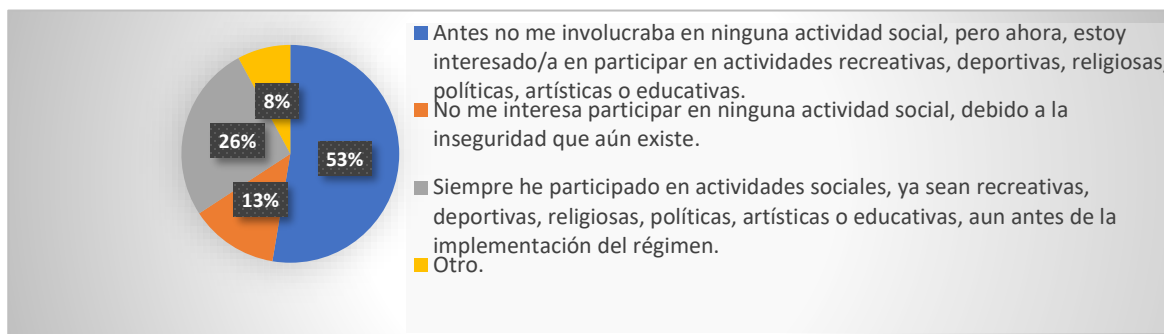 Antes no me involucraba en ninguna actividad social, pero ahora, estoy
interesado/a en participar en actividades recreativas, deportivas, religiosas,
políticas, artísticas o educativas.
No me interesa participar en ninguna actividad social, debido a la
inseguridad que aún existe.
Siempre he participado en actividades sociales, ya sean recreativas,
deportivas, religiosas, políticas, artísticas o educativas, aun antes de la
implementación del régimen.
Otro.
8%
26%
53%
13%